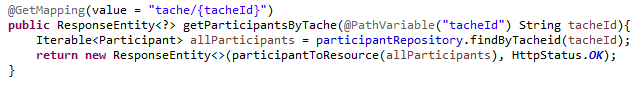 @GetMapping(value = "tache/{tacheId}")
public ResponseEntity<?> getParticipantsByTache(@PathVariable("tacheId") String tacheId){
    Iterable<Participant> allParticipants = participantRepository.findByTacheid(tacheId);
    return new ResponseEntity<>(participantToResource(allParticipants), HttpStatus.OK);
}